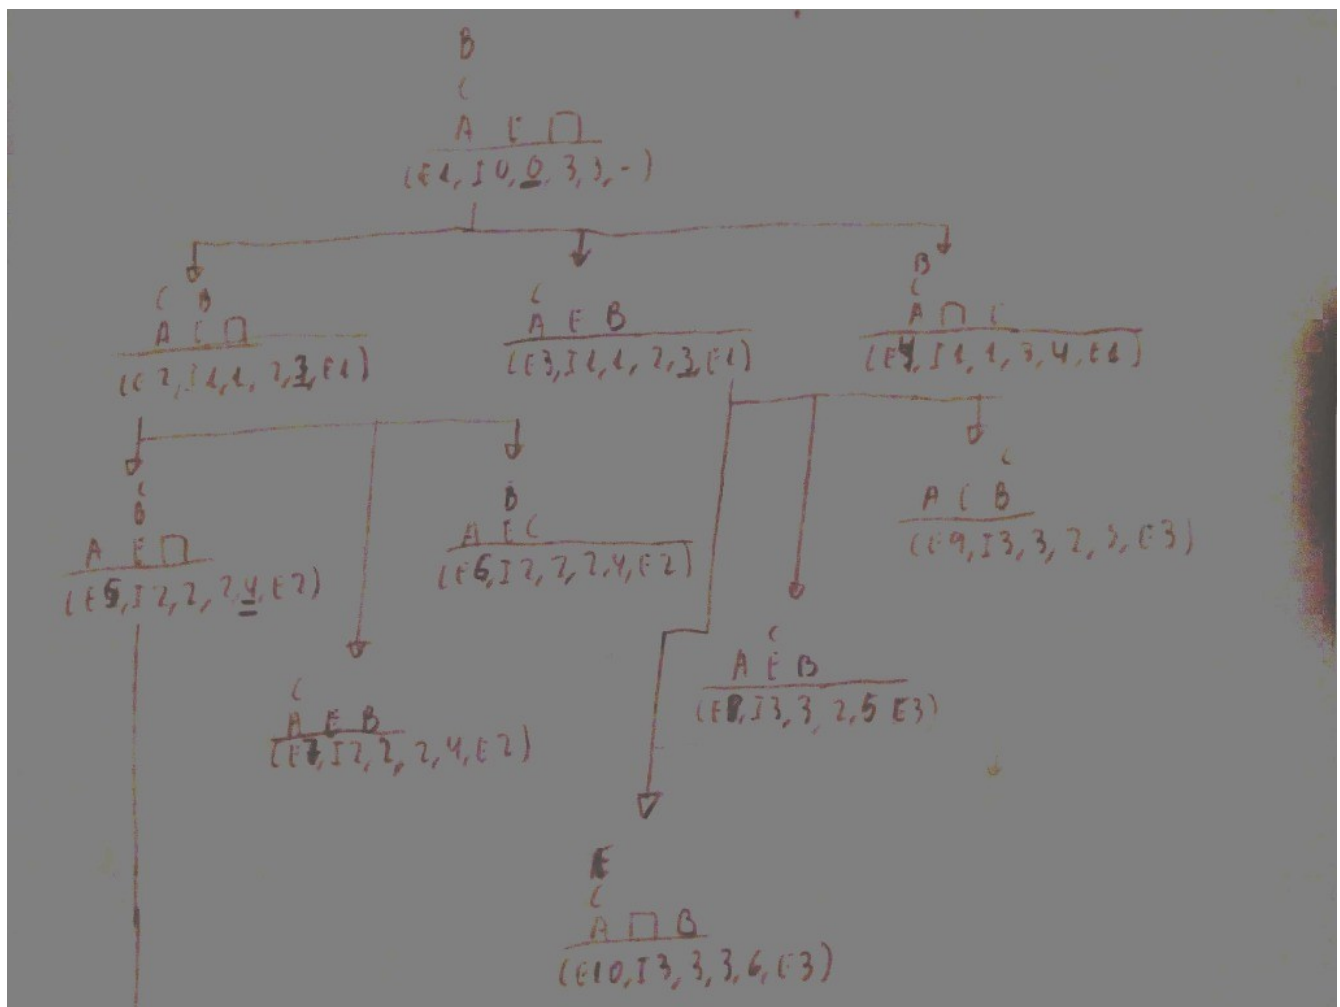 B
C
A E ⊓
(E1, I0, 0, 3, 3, -)
C B
A E ⊓
(E2, I1, 1, 2, 3, E1)
C
A E B
(E3, I1, 1, 2, 3, E1)
B
C
A ⊓ E
(E4, I1, 1, 3, 4, E1)
C
B
A E ⊓
(E5, I2, 2, 2, 4, E2)
B
A E C
(E6, I2, 2, 2, 4, E2)
C
A E B
(E7, I2, 2, 2, 4, E2)
C
A E B
(E8, I3, 3, 2, 5 E3)
C
A E B
(E9, I3, 3, 2, 5, E3)
E
C
A ⊓ B
(E10, I3, 3, 3, 6, E3)